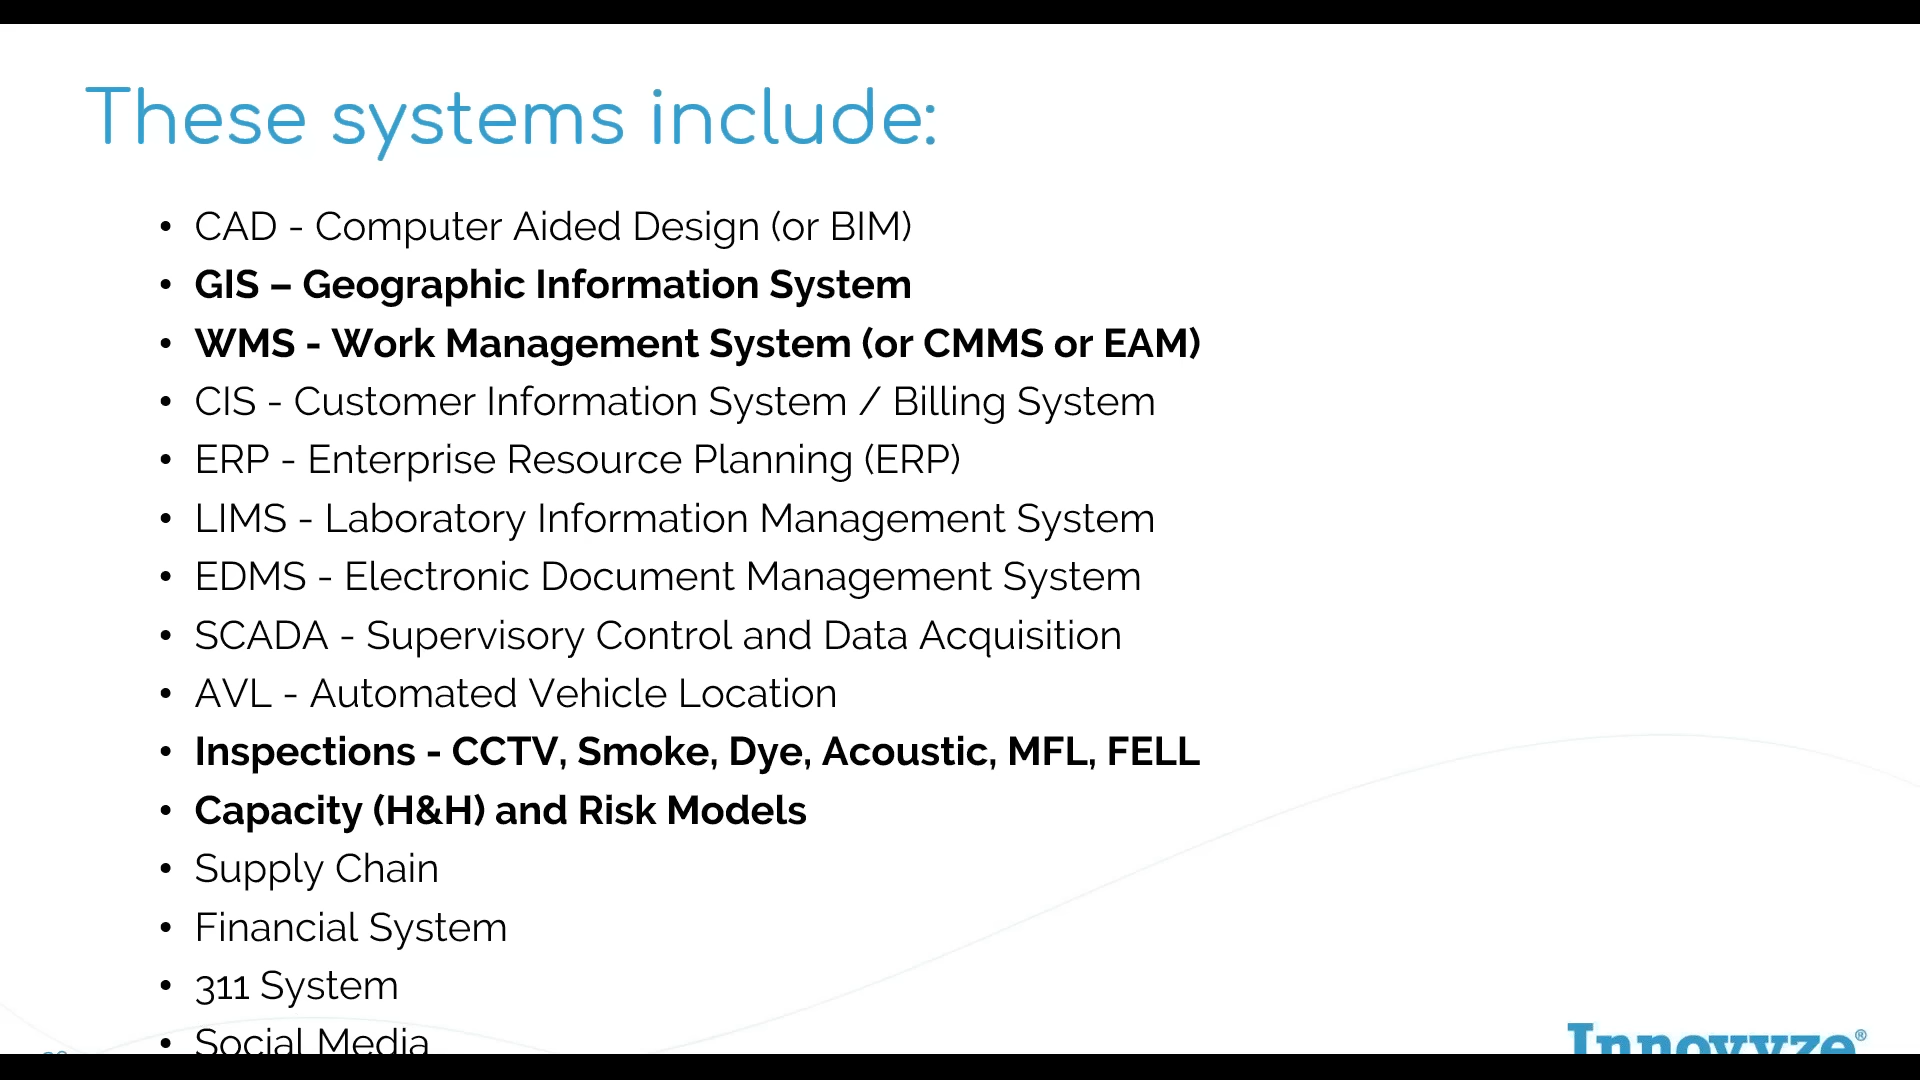 These systems include:
• CAD - Computer Aided Design (or BIM)
• GIS – Geographic Information System
• WMS - Work Management System (or CMMS or EAM)
• CIS - Customer Information System / Billing System
• ERP - Enterprise Resource Planning (ERP)
• LIMS - Laboratory Information Management System
• EDMS - Electronic Document Management System
• SCADA - Supervisory Control and Data Acquisition
• AVL - Automated Vehicle Location
• Inspections - CCTV, Smoke, Dye, Acoustic, MFL, FELL
• Capacity (H&H) and Risk Models
• Supply Chain
• Financial System
• 311 System
• Social Media
Innovyze®